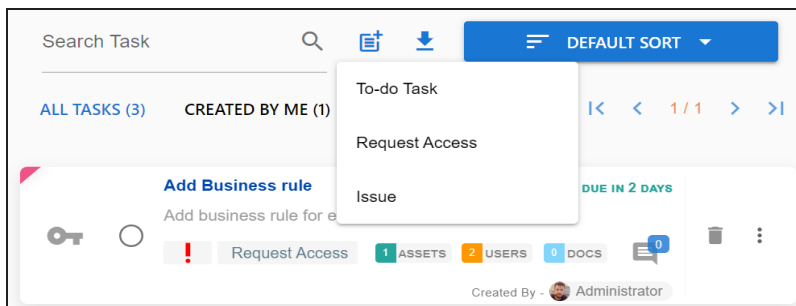 Search Task
DEFAULT SORT
To-do Task
ALL TASKS (3) CREATED BY ME (1) 1 / 1
Request Access
Issue
Add Business rule DUE IN 2 DAYS
Add business rule for e
Request Access 1 ASSETS 2 USERS 0 DOCS 0
Created By - Administrator